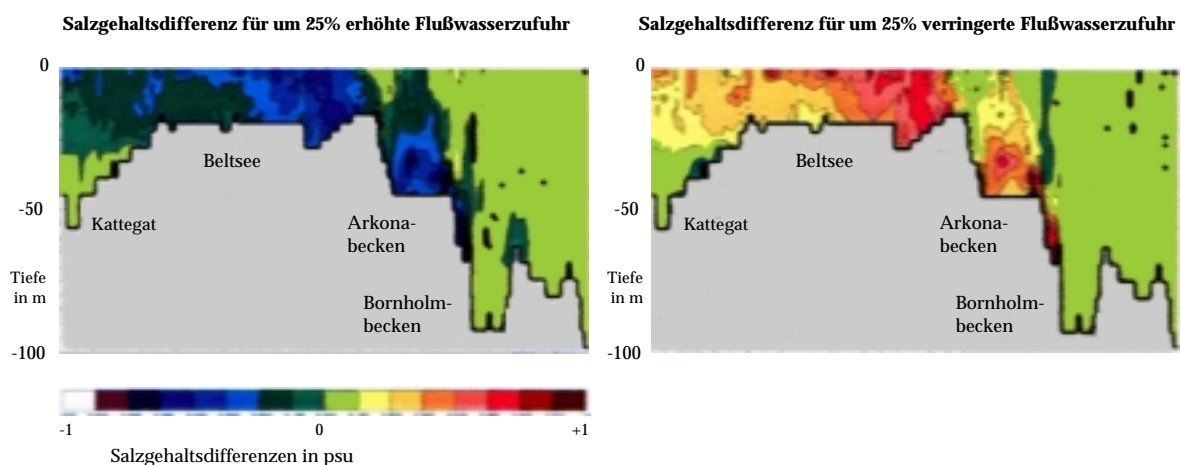 Salzgehaltsdifferenz für um 25% erhöhte Flußwasserzufuhr
0
Beltsee
-50
Kattegat
Arkona-
becken
Tiefe
in m
Bornholm-
becken
-100
-1
0
+1
Salzgehaltsdifferenzen in psu
Salzgehaltsdifferenz für um 25% verringerte Flußwasserzufuhr
0
Beltsee
-50
Kattegat
Arkona-
becken
Tiefe
in m
Bornholm-
becken
-100